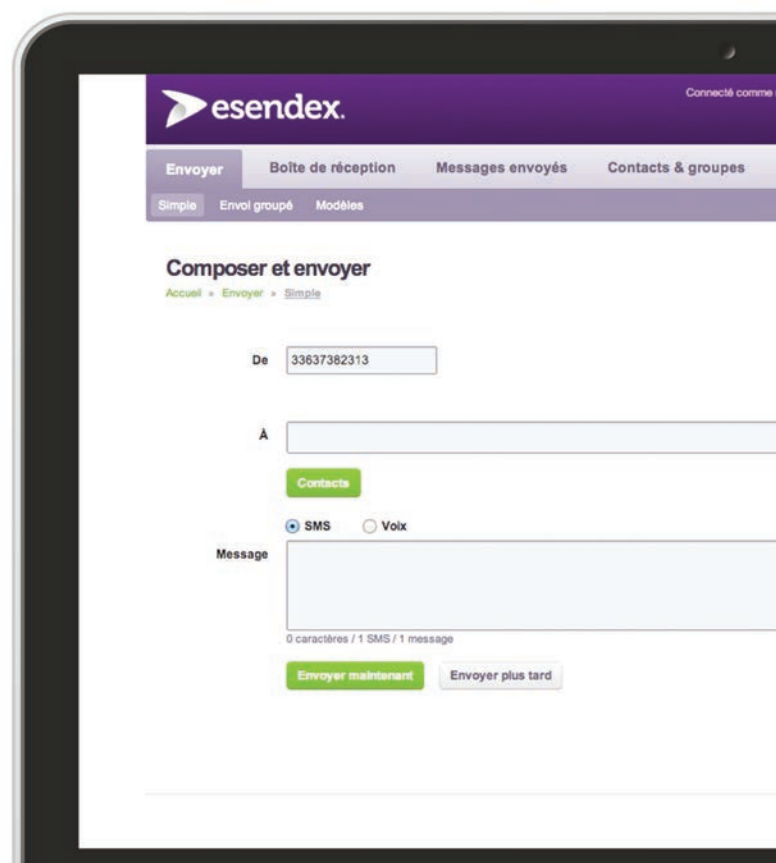 esendex.
Connecté comme
Envoyer Boîte de réception Messages envoyés Contacts & groupes
Simple Envoi groupé Modèles
Composer et envoyer
Accueil » Envoyer » Simple
De 33637382313
À
Contacts
SMS Voix
Message
0 caractères / 1 SMS / 1 message
Envoyer maintenant Envoyer plus tard